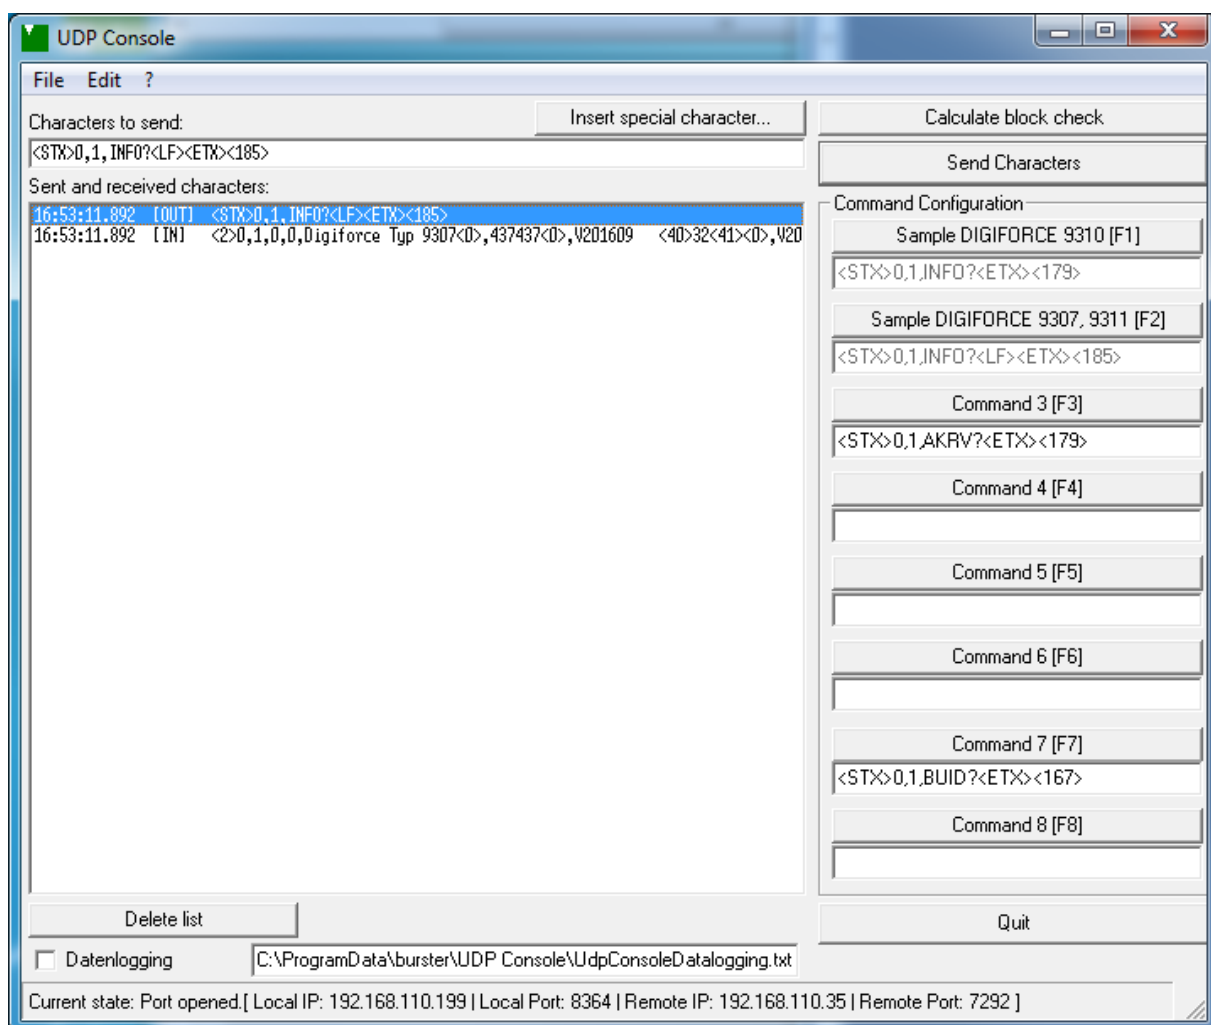 UDP Console
File Edit ?
Characters to send:
Insert special character...
<STX>0,1,INFO?<LF><ETX><185>
Sent and received characters:
16:53:11.892 [OUT] <STX>0,1,INFO?<LF><ETX><185>
16:53:11.892 [IN] <2>0,1,0,0,Digiforce Typ 9307<0>,437437<0>,V201609 <40>32<41><0>,V20
Calculate block check
Send Characters
Command Configuration
Sample DIGIFORCE 9310 [F1]
<STX>0,1,INFO?<ETX><179>
Sample DIGIFORCE 9307, 9311 [F2]
<STX>0,1,INFO?<LF><ETX><185>
Command 3 [F3]
<STX>0,1,AKRV?<ETX><179>
Command 4 [F4]
Command 5 [F5]
Command 6 [F6]
Command 7 [F7]
<STX>0,1,BUID?<ETX><167>
Command 8 [F8]
Delete list
Quit
Datenlogging
C:\ProgramData\burster\UDP Console\UdpConsoleDatalogging.txt
Current state: Port opened.[ Local IP: 192.168.110.199 | Local Port: 8364 | Remote IP: 192.168.110.35 | Remote Port: 7292 ]